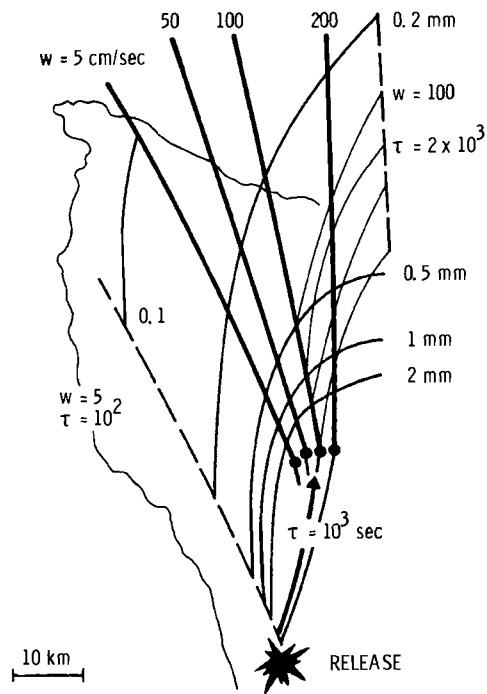 50 100 200 0.2 mm
w = 5 cm/sec
w = 100
τ = 2 x 10³
0.5 mm
0.1
1 mm
2 mm
w = 5
τ = 10²
τ = 10³ sec
10 km
RELEASE